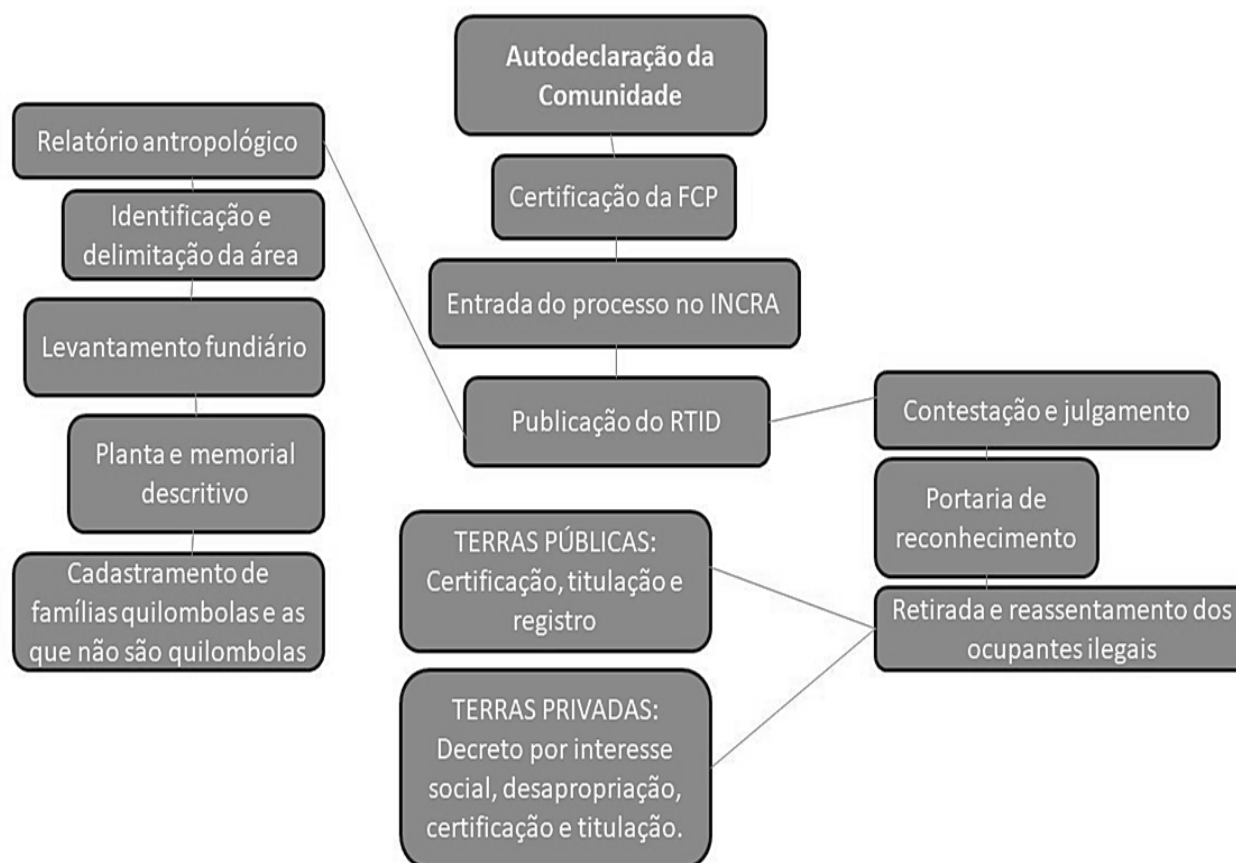 Autodeclaração da
Comunidade
Certificação da FCP
Entrada do processo no INCRA
Publicação do RTID
Relatório antropológico
Identificação e
delimitação da área
Levantamento fundiário
Planta e memorial
descritivo
Cadastramento de
famílias quilombolas e as
que não são quilombolas
Contestação e julgamento
Portaria de
reconhecimento
Retirada e reassentamento dos
ocupantes ilegais
TERRAS PÚBLICAS:
Certificação, titulação e
registro
TERRAS PRIVADAS:
Decreto por interesse
social, desapropriação,
certificação e titulação.